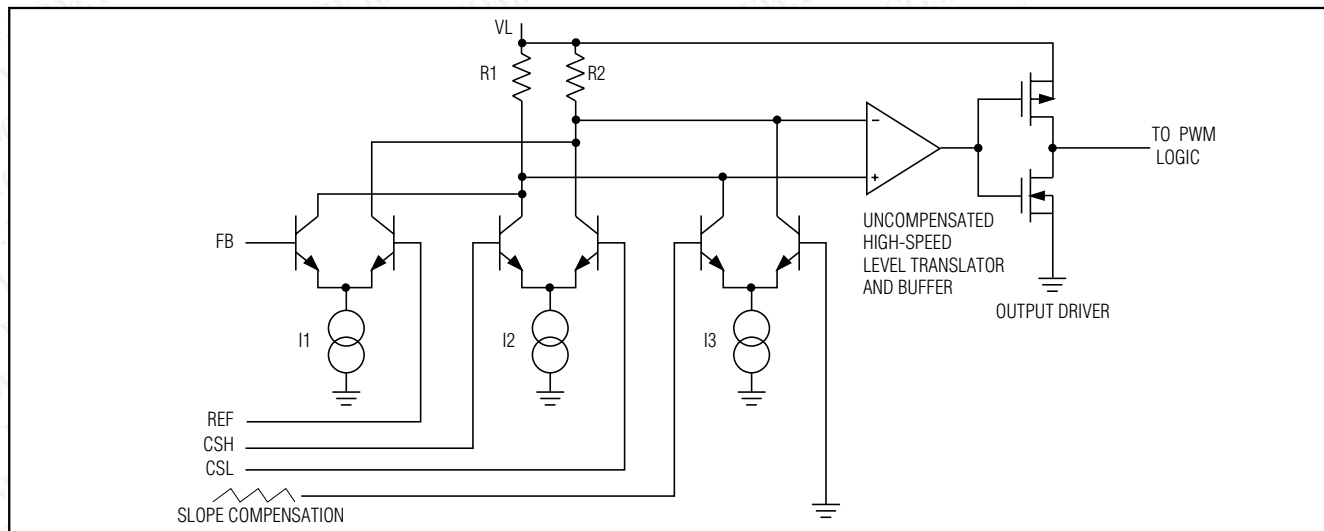 VL
R1
R2
−
+
TO PWM
LOGIC
FB
UNCOMPENSATED
HIGH-SPEED
LEVEL TRANSLATOR
AND BUFFER
OUTPUT DRIVER
I1
I2
I3
REF
CSH
CSL
SLOPE COMPENSATION